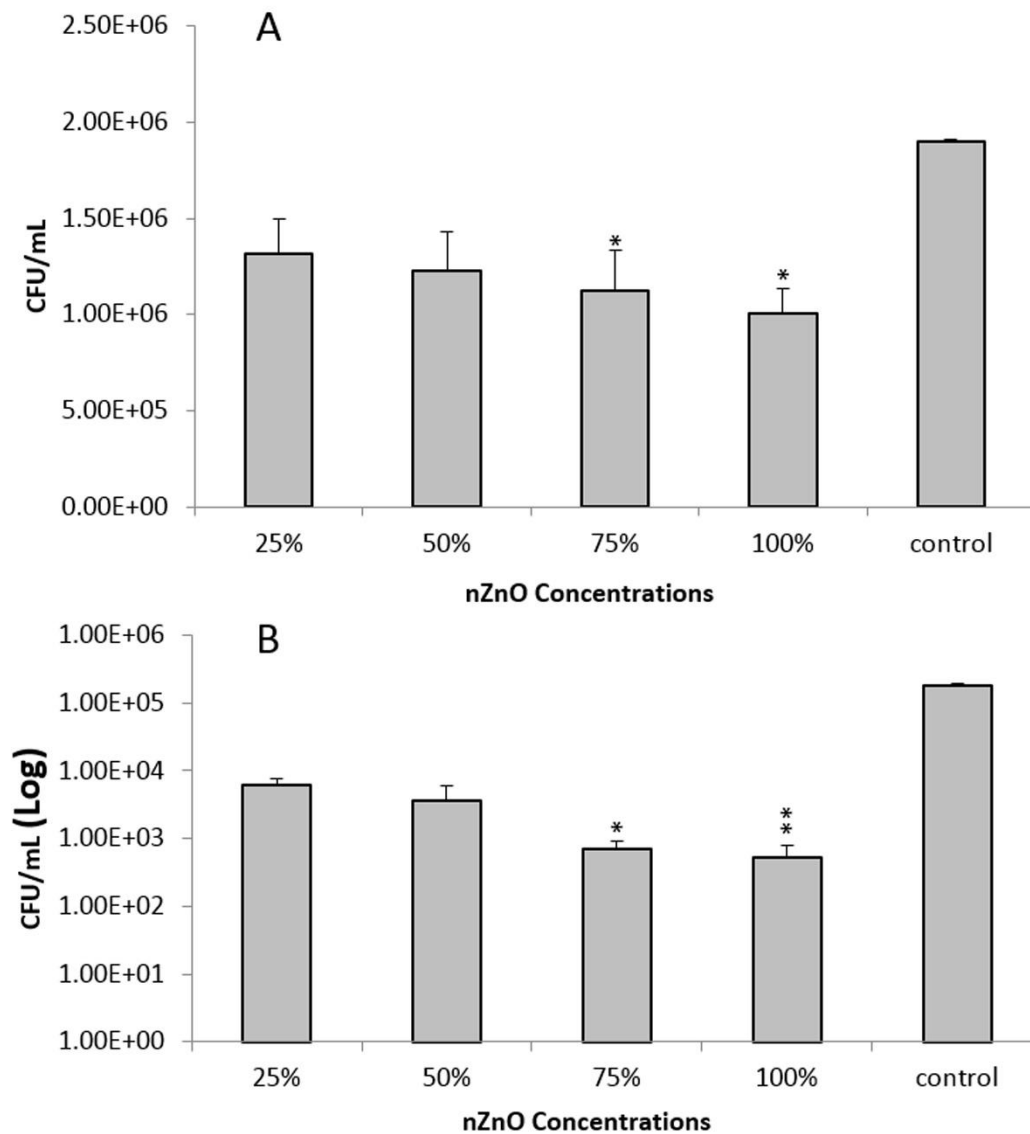 A
2.50E+06
2.00E+06
1.50E+06
1.00E+06
5.00E+05
0.00E+00
CFU/mL
*
*
25% 50% 75% 100% control
nZnO Concentrations
B
1.00E+06
1.00E+05
1.00E+04
1.00E+03
1.00E+02
1.00E+01
1.00E+00
CFU/mL (Log)
*
*
*
25% 50% 75% 100% control
nZnO Concentrations